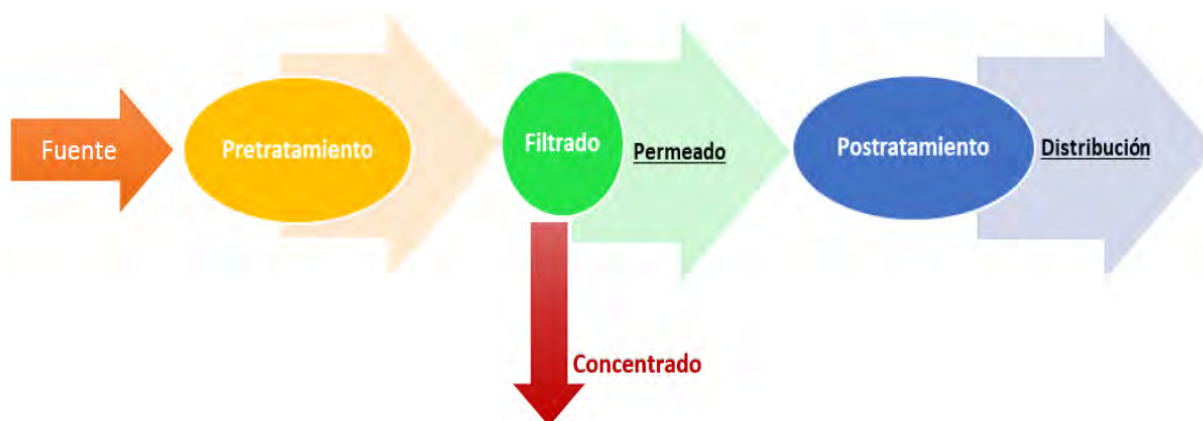 Fuente
Pretratamiento
Filtrado
Permeado
Postratamiento
Distribución
Concentrado